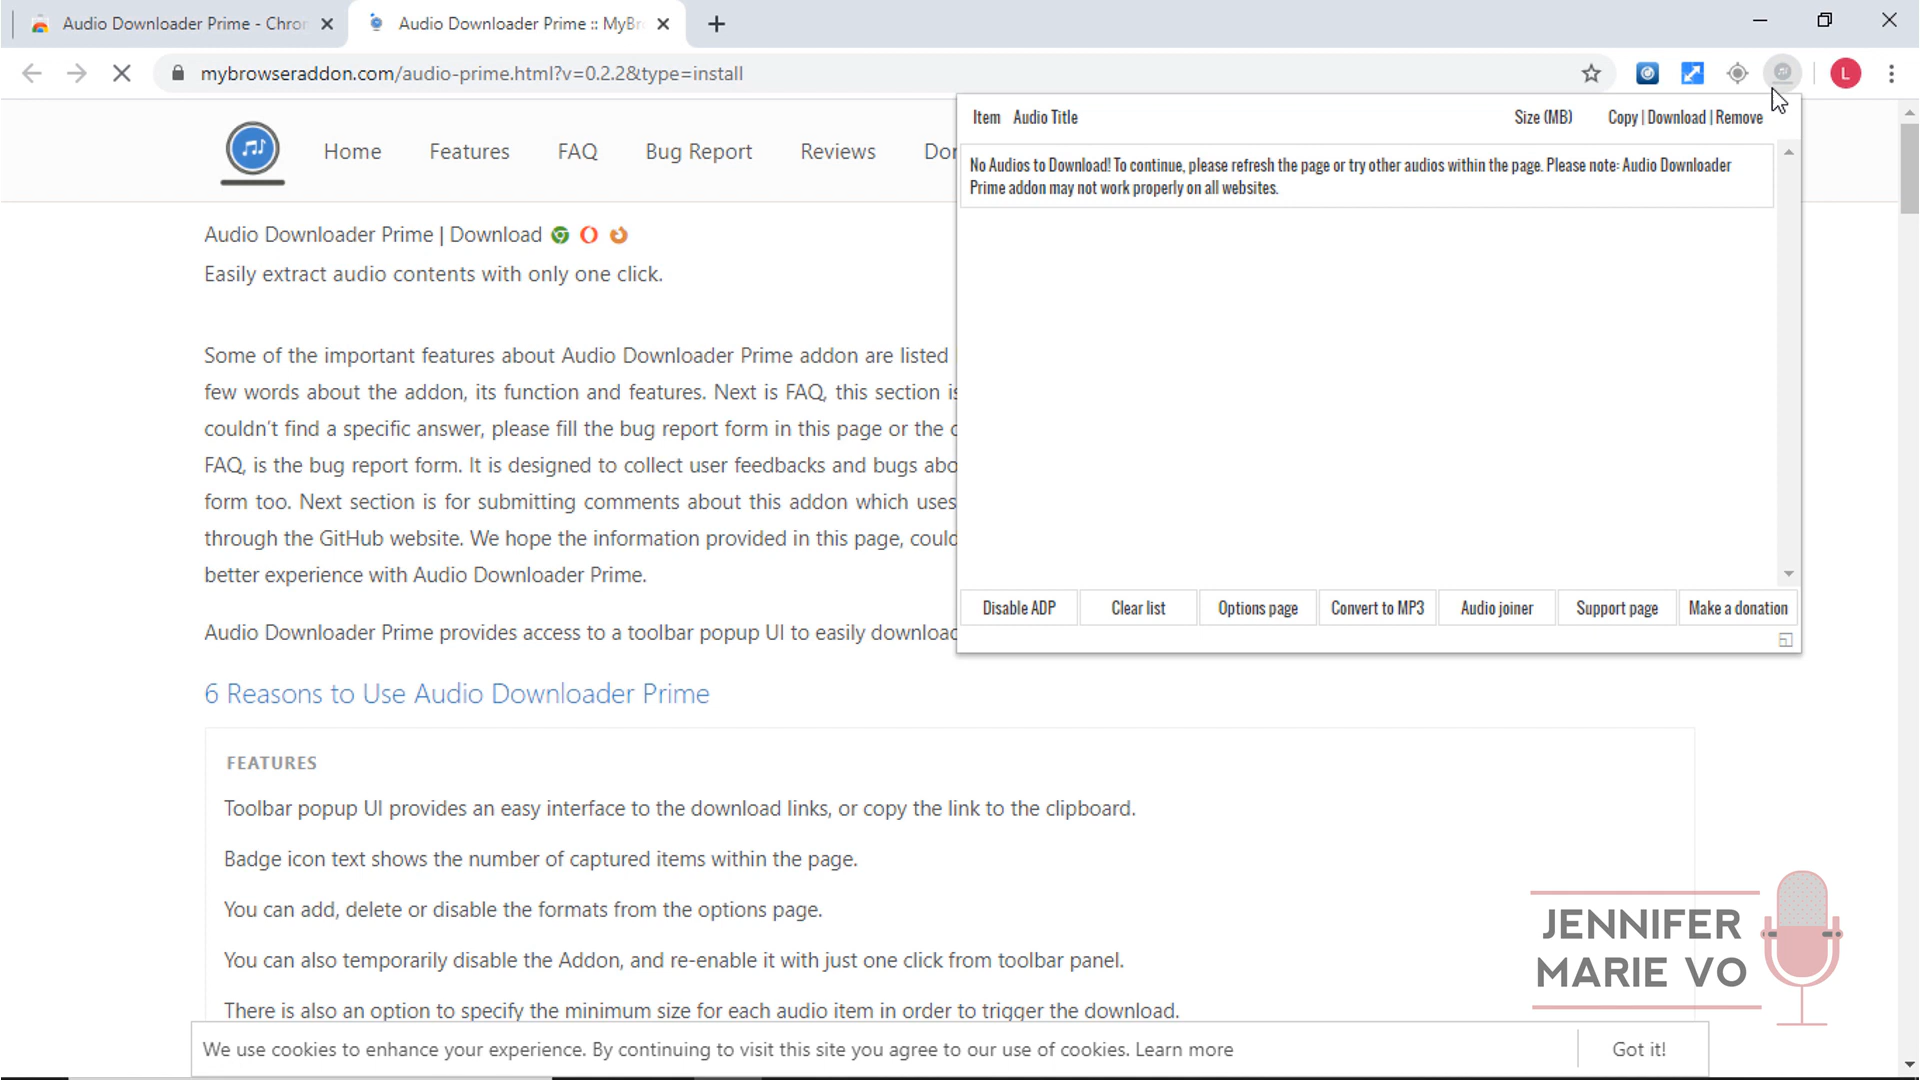 Audio Downloader Prime - Chro
Audio Downloader Prime :: MyBr
mybrowseraddon.com/audio-prime.html?v=0.2.2&type=install
L
Home Features FAQ Bug Report Reviews Do
Item Audio Title Size (MB) Copy | Download | Remove
No Audios to Download! To continue, please refresh the page or try other audios within the page. Please note: Audio Downloader
Prime addon may not work properly on all websites.
Disable ADP Clear list Options page Convert to MP3 Audio joiner Support page Make a donation
Audio Downloader Prime | Download
Easily extract audio contents with only one click.
Some of the important features about Audio Downloader Prime addon are listed
few words about the addon, its function and features. Next is FAQ, this section is
couldn't find a specific answer, please fill the bug report form in this page or the
FAQ, is the bug report form. It is designed to collect user feedbacks and bugs abo
form too. Next section is for submitting comments about this addon which uses
through the GitHub website. We hope the information provided in this page, coul
better experience with Audio Downloader Prime.
Audio Downloader Prime provides access to a toolbar popup UI to easily download
6 Reasons to Use Audio Downloader Prime
FEATURES
Toolbar popup UI provides an easy interface to the download links, or copy the link to the clipboard.
Badge icon text shows the number of captured items within the page.
You can add, delete or disable the formats from the options page.
You can also temporarily disable the Addon, and re-enable it with just one click from toolbar panel.
There is also an option to specify the minimum size for each audio item in order to trigger the download.
We use cookies to enhance your experience. By continuing to visit this site you agree to our use of cookies. Learn more
Got it!
JENNIFER
MARIE VO